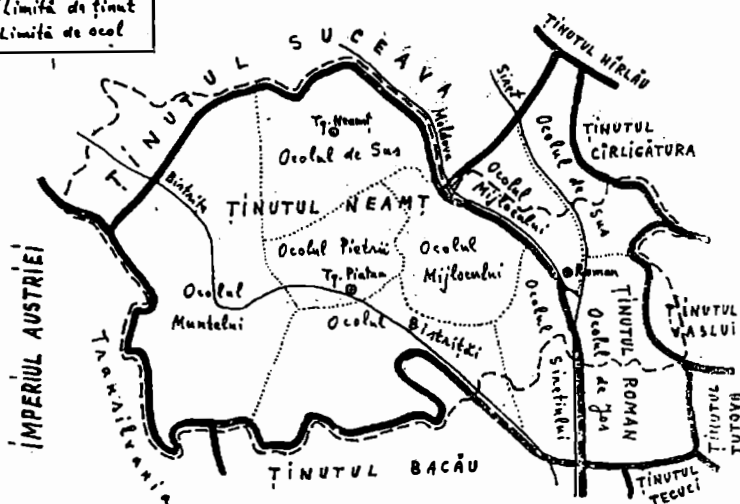 Limită de ținut
Limită de ocol
ȚINUTUL SUCEAVA
ȚINUTUL HÎRLĂU
Siret
Moldova
Tg. Neamț
Ocolul de Sus
ȚINUTUL CÎRLIGĂTURA
Ocolul de Sus
Ocolul Mijlocului
Bistrița
ȚINUTUL NEAMȚ
Ocolul Pietrii
Tg. Piatra
Ocolul Mijlocului
Roman
IMPERIUL AUSTRIEI
Transilvania
Ocolul Muntelui
Ocolul Bistriței
Ocolul Siretului
Ocolul de Jos
ȚINUTUL ROMAN
ȚINUTUL VASLUI
ȚINUTUL TUTOVA
ȚINUTUL BACĂU
ȚINUTUL TECUCI